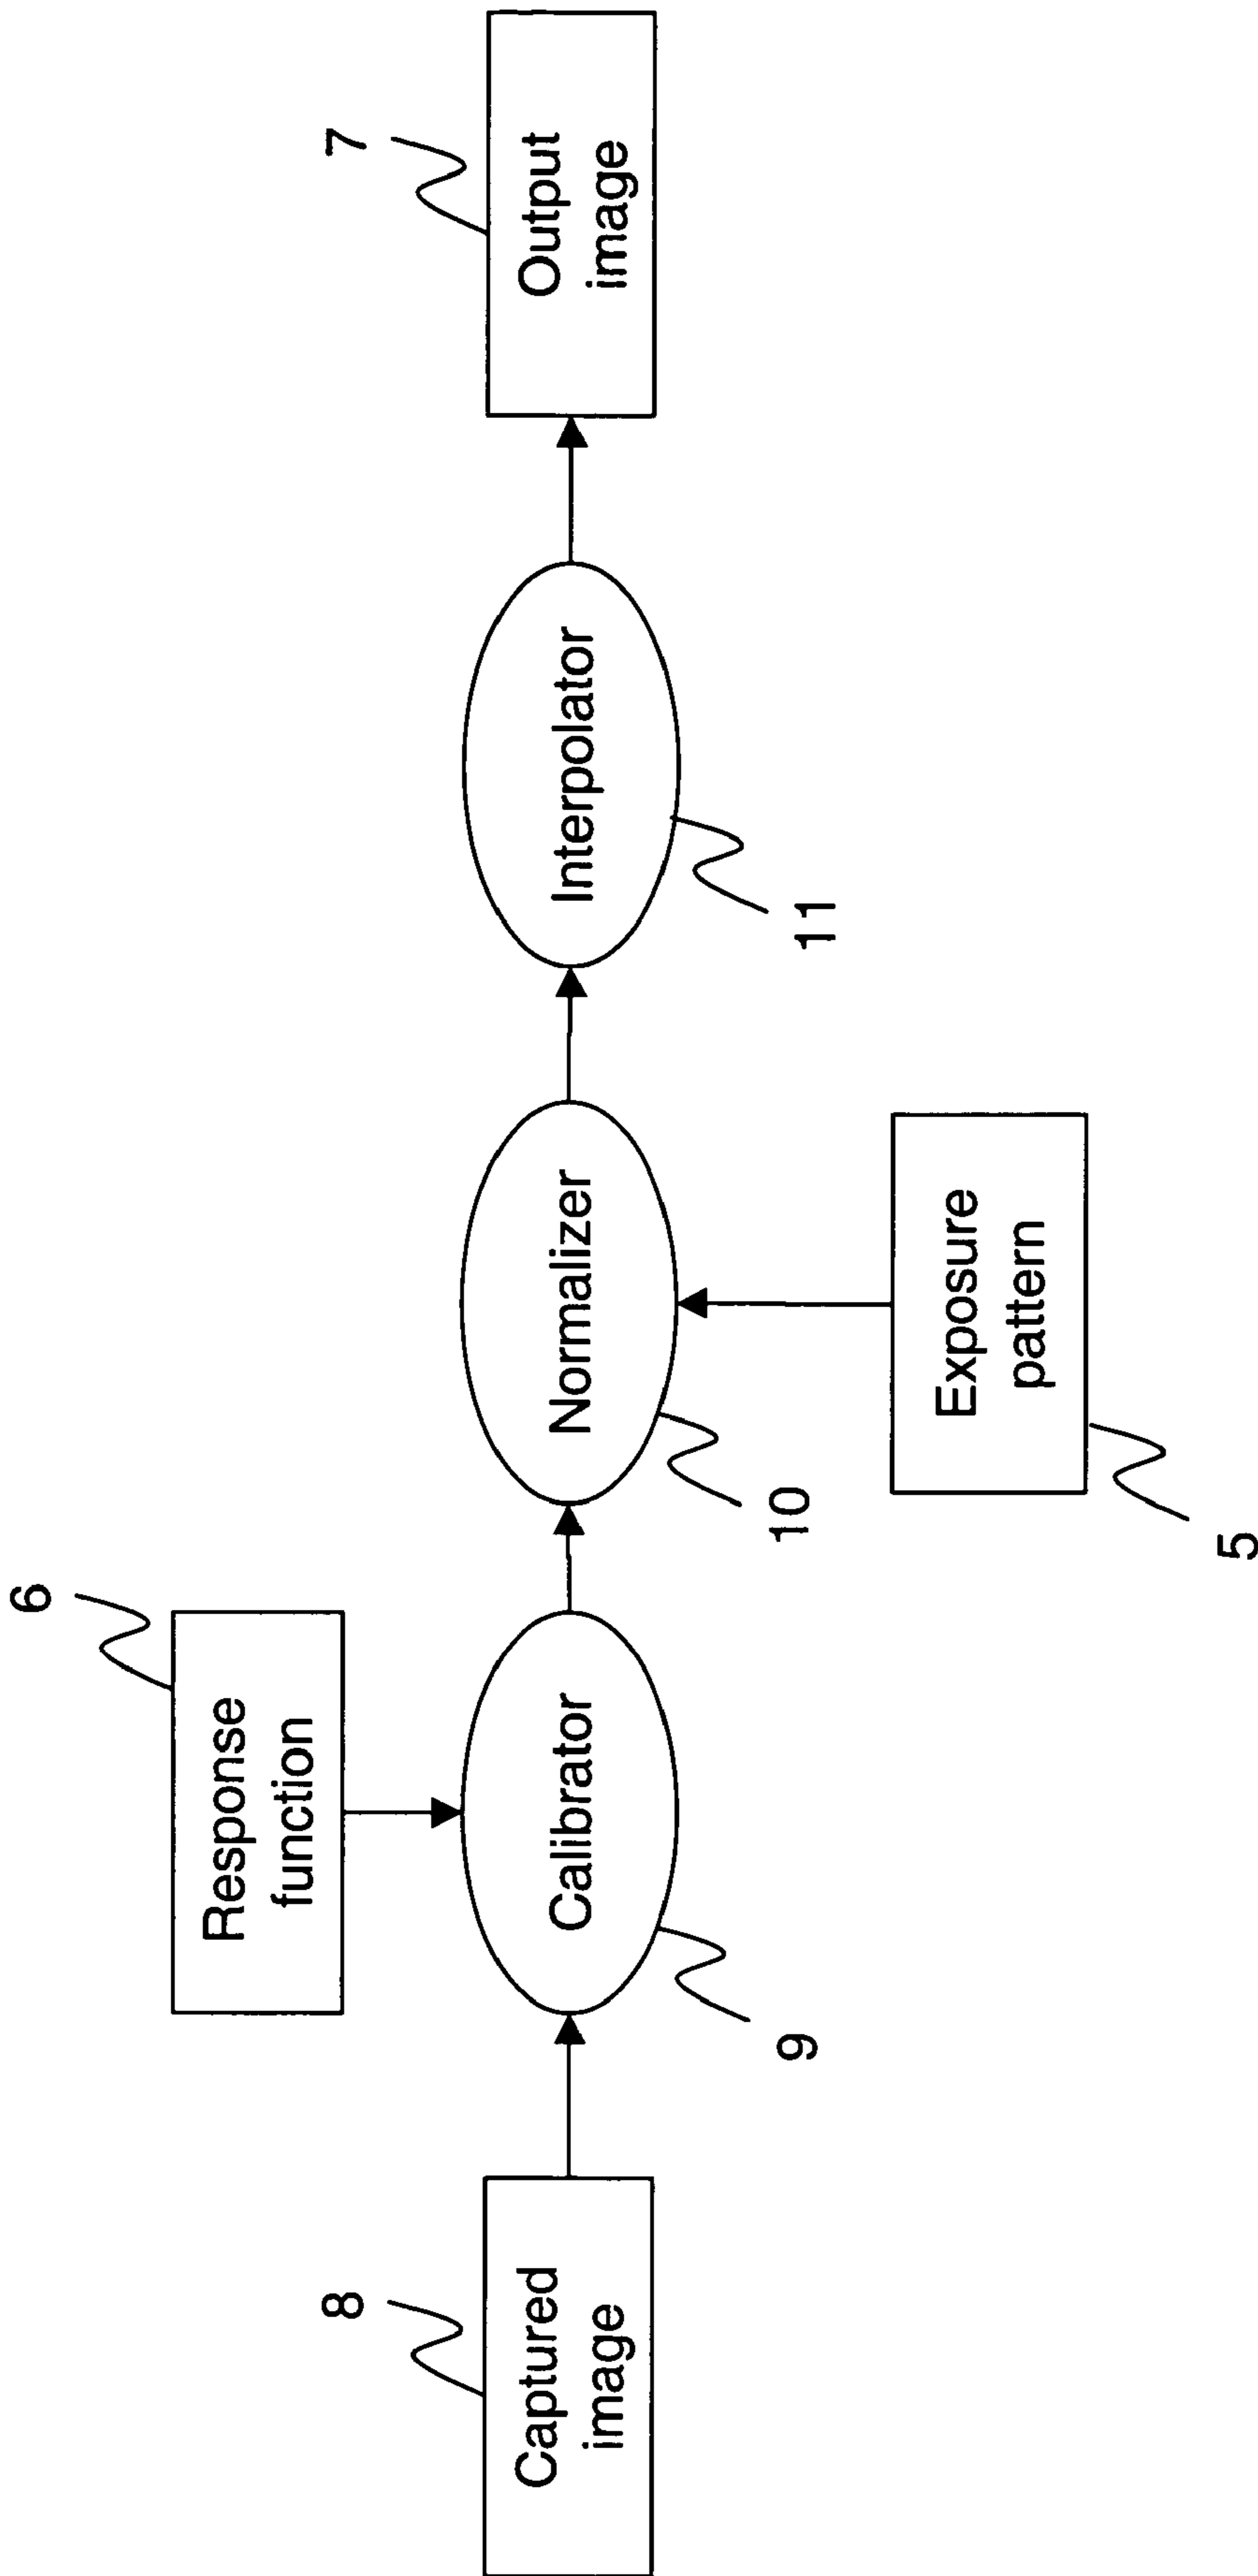 6
7
8
Response
function
Captured
image
Calibrator
Normalizer
Interpolator
Output
image
9
10
11
Exposure
pattern
5